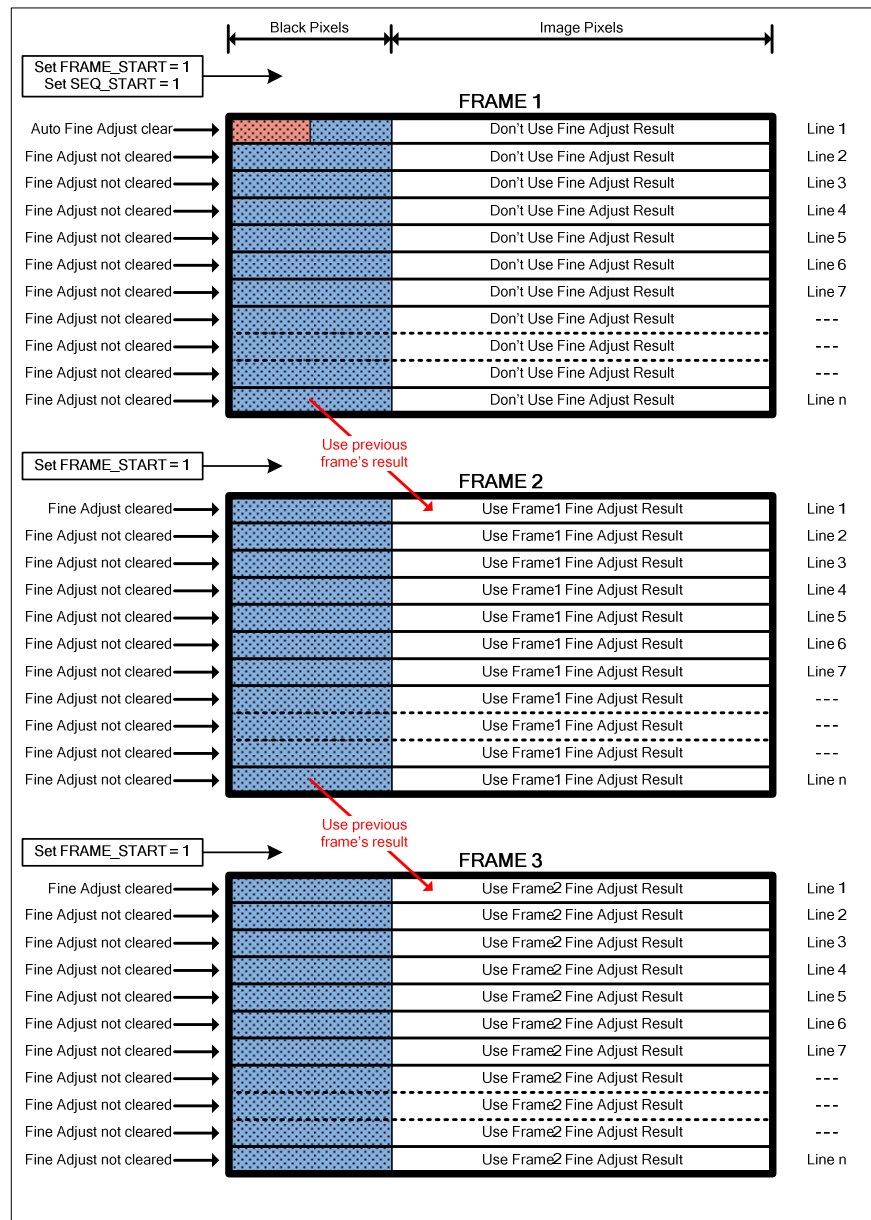 Black Pixels Image Pixels
Set FRAME_START = 1
Set SEQ_START = 1
FRAME 1
Auto Fine Adjust clear Don't Use Fine Adjust Result Line 1
Fine Adjust not cleared Don't Use Fine Adjust Result Line 2
Fine Adjust not cleared Don't Use Fine Adjust Result Line 3
Fine Adjust not cleared Don't Use Fine Adjust Result Line 4
Fine Adjust not cleared Don't Use Fine Adjust Result Line 5
Fine Adjust not cleared Don't Use Fine Adjust Result Line 6
Fine Adjust not cleared Don't Use Fine Adjust Result Line 7
Fine Adjust not cleared Don't Use Fine Adjust Result ---
Fine Adjust not cleared Don't Use Fine Adjust Result ---
Fine Adjust not cleared Don't Use Fine Adjust Result ---
Fine Adjust not cleared Don't Use Fine Adjust Result Line n
Use previous
frame's result
Set FRAME_START = 1
FRAME 2
Fine Adjust cleared Use Frame1 Fine Adjust Result Line 1
Fine Adjust not cleared Use Frame1 Fine Adjust Result Line 2
Fine Adjust not cleared Use Frame1 Fine Adjust Result Line 3
Fine Adjust not cleared Use Frame1 Fine Adjust Result Line 4
Fine Adjust not cleared Use Frame1 Fine Adjust Result Line 5
Fine Adjust not cleared Use Frame1 Fine Adjust Result Line 6
Fine Adjust not cleared Use Frame1 Fine Adjust Result Line 7
Fine Adjust not cleared Use Frame1 Fine Adjust Result ---
Fine Adjust not cleared Use Frame1 Fine Adjust Result ---
Fine Adjust not cleared Use Frame1 Fine Adjust Result ---
Fine Adjust not cleared Use Frame1 Fine Adjust Result Line n
Use previous
frame's result
Set FRAME_START = 1
FRAME 3
Fine Adjust cleared Use Frame2 Fine Adjust Result Line 1
Fine Adjust not cleared Use Frame2 Fine Adjust Result Line 2
Fine Adjust not cleared Use Frame2 Fine Adjust Result Line 3
Fine Adjust not cleared Use Frame2 Fine Adjust Result Line 4
Fine Adjust not cleared Use Frame2 Fine Adjust Result Line 5
Fine Adjust not cleared Use Frame2 Fine Adjust Result Line 6
Fine Adjust not cleared Use Frame2 Fine Adjust Result Line 7
Fine Adjust not cleared Use Frame2 Fine Adjust Result ---
Fine Adjust not cleared Use Frame2 Fine Adjust Result ---
Fine Adjust not cleared Use Frame2 Fine Adjust Result ---
Fine Adjust not cleared Use Frame2 Fine Adjust Result Line n